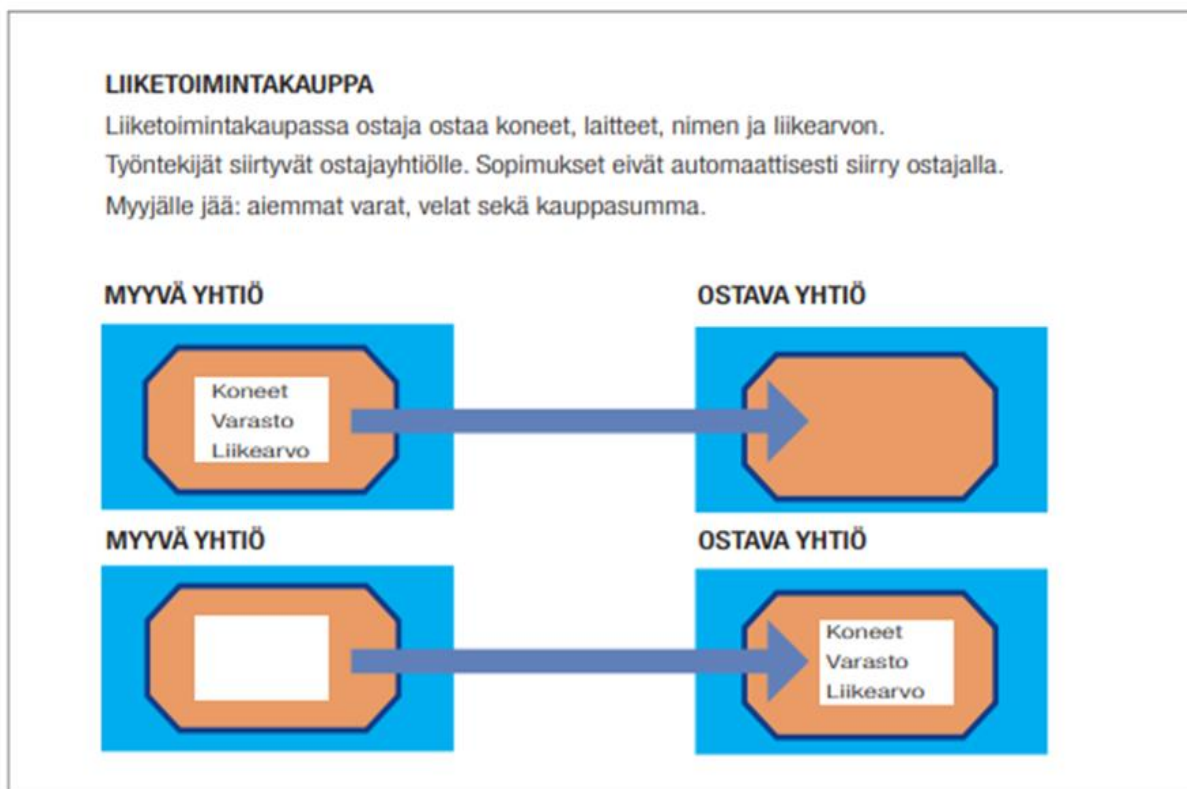 LIIKETOIMINTAKAUPPA
Liiketoimintakaupassa ostaja ostaa koneet, laitteet, nimen ja liikearvon.
Työntekijät siirtyvät ostajayhtiölle. Sopimukset eivät automaattisesti siirry ostajalla.
Myyjälle jää: aiemmat varat, velat sekä kauppasumma.
MYYVÄ YHTIÖ
OSTAVA YHTIÖ
Koneet
Varasto
Liikearvo
MYYVÄ YHTIÖ
OSTAVA YHTIÖ
Koneet
Varasto
Liikearvo